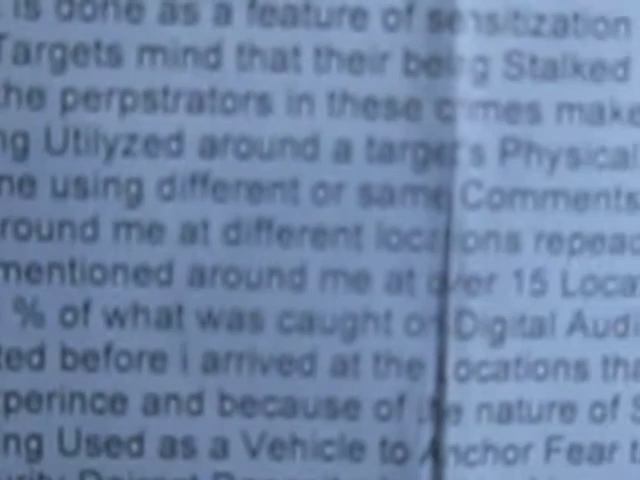 is done as a feature of sensitization
Targets mind that their being Stalked
the perpstrators in these crimes make
ng Utilyzed around a targets Physical
ne using different or same Comments
round me at different locations repeac
mentioned around me at over 15 Loca
% of what was caught on Digital Aud
ted before i arrived at the locations tha
perince and because of the nature of S
ng Used as a Vehicle to Anchor Fear t